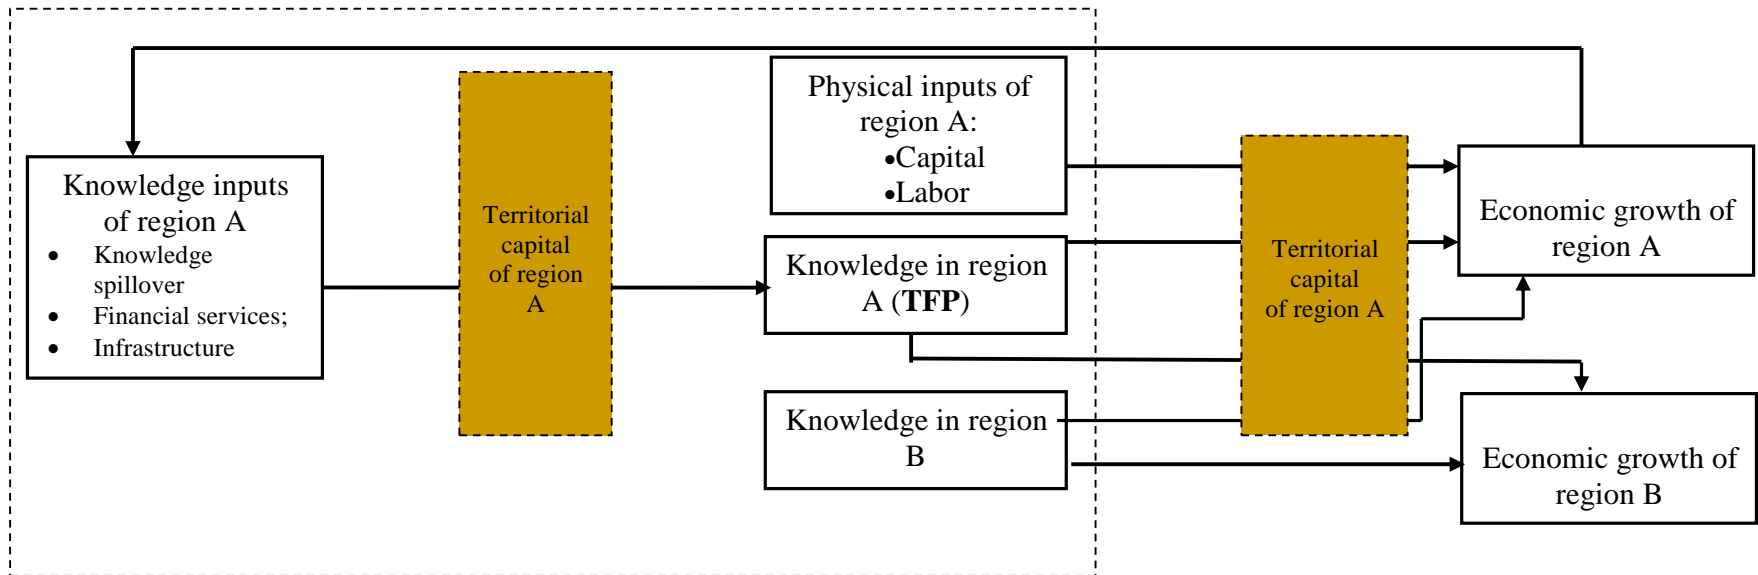 Knowledge inputs
of region A
• Knowledge
spillover
• Financial services;
• Infrastructure
Territorial
capital
of region
A
Physical inputs of
region A:
•Capital
•Labor
Knowledge in region
A (TFP)
Knowledge in region
B
Territorial
capital
of region A
Economic growth of
region A
Economic growth of
region B